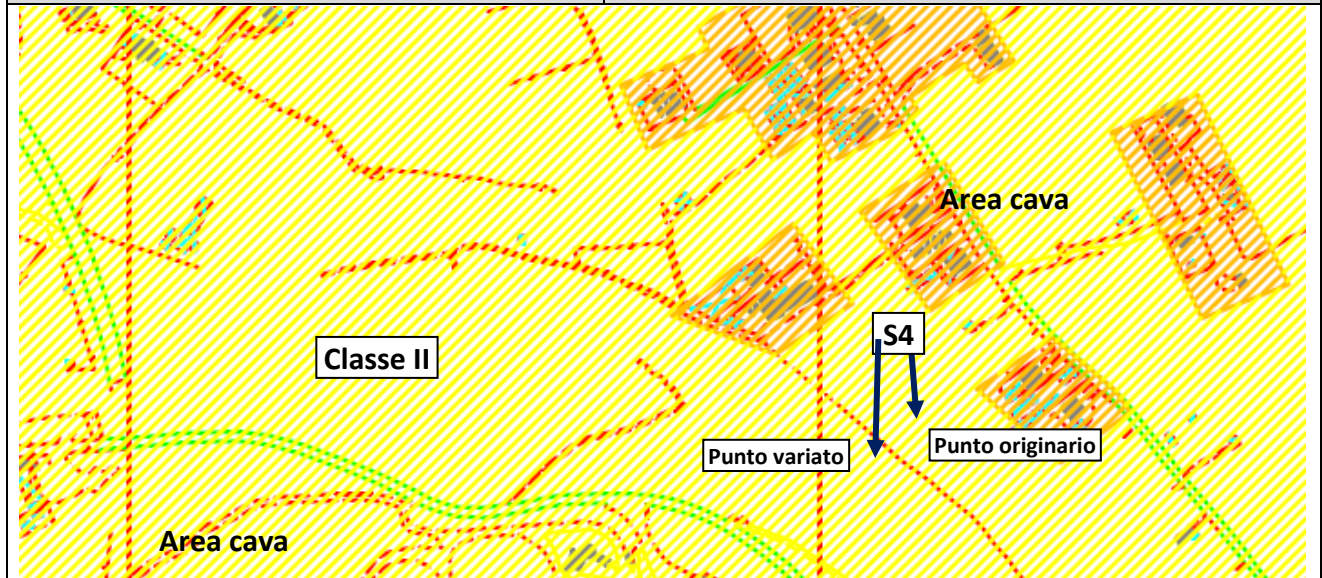 Area cava
S4
Classe II
Punto originario
Punto variato
Area cava